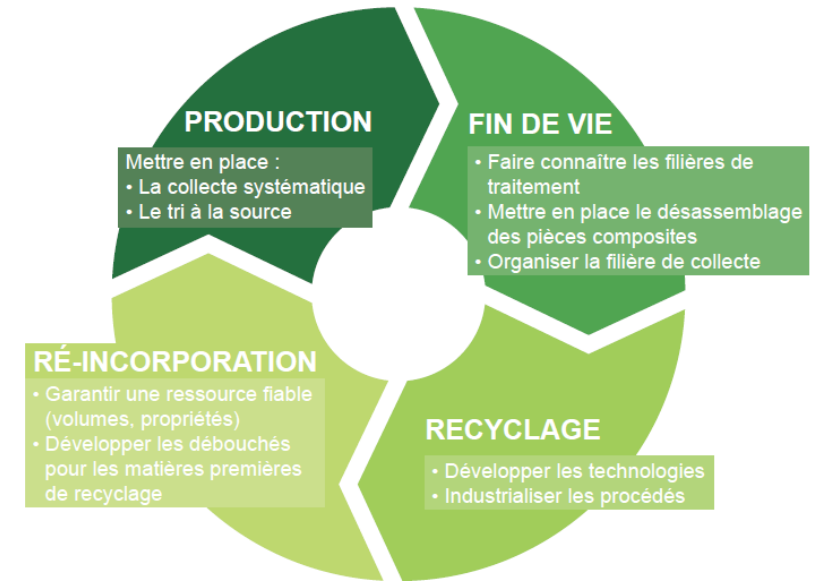 PRODUCTION
Mettre en place :
• La collecte systématique
• Le tri à la source
FIN DE VIE
• Faire connaître les filières de
traitement
• Mettre en place le désassemblage
des pièces composites
• Organiser la filière de collecte
RECYCLAGE
• Développer les technologies
• Industrialiser les procédés
RÉ-INCORPORATION
• Garantir une ressource fiable
(volumes, propriétés)
• Développer les débouchés
pour les matières premières
de recyclage